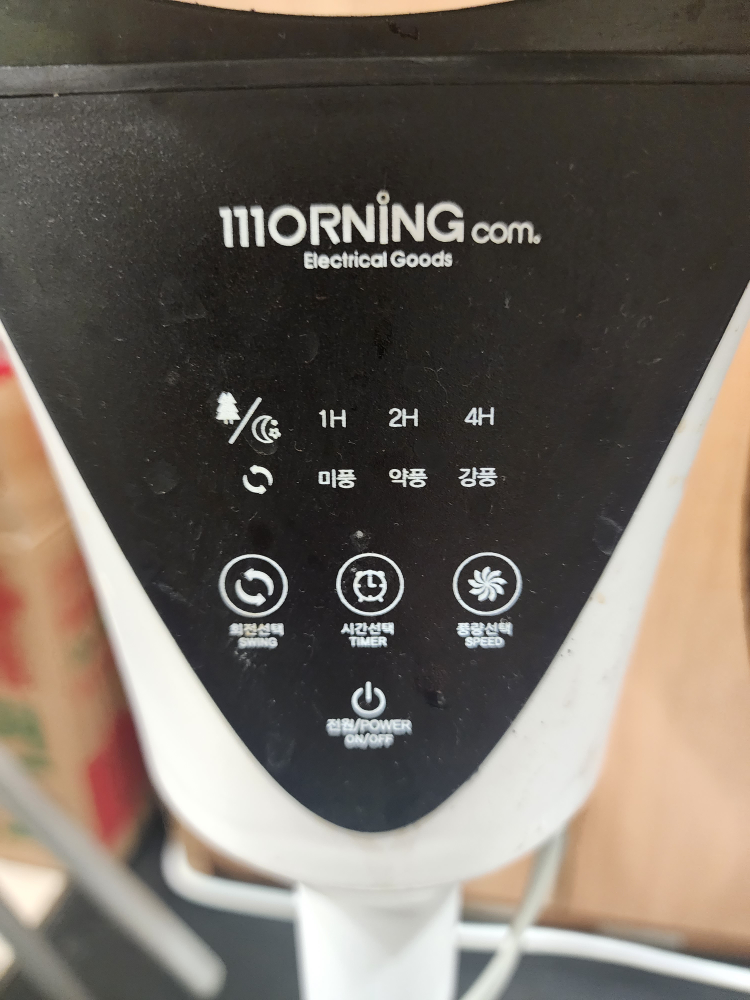 MORNING com.
Electrical Goods
1H 2H 4H
미풍 약풍 강풍
회전선택 시간선택 풍량선택
SWING TIMER SPEED
전원/POWER
ON/OFF